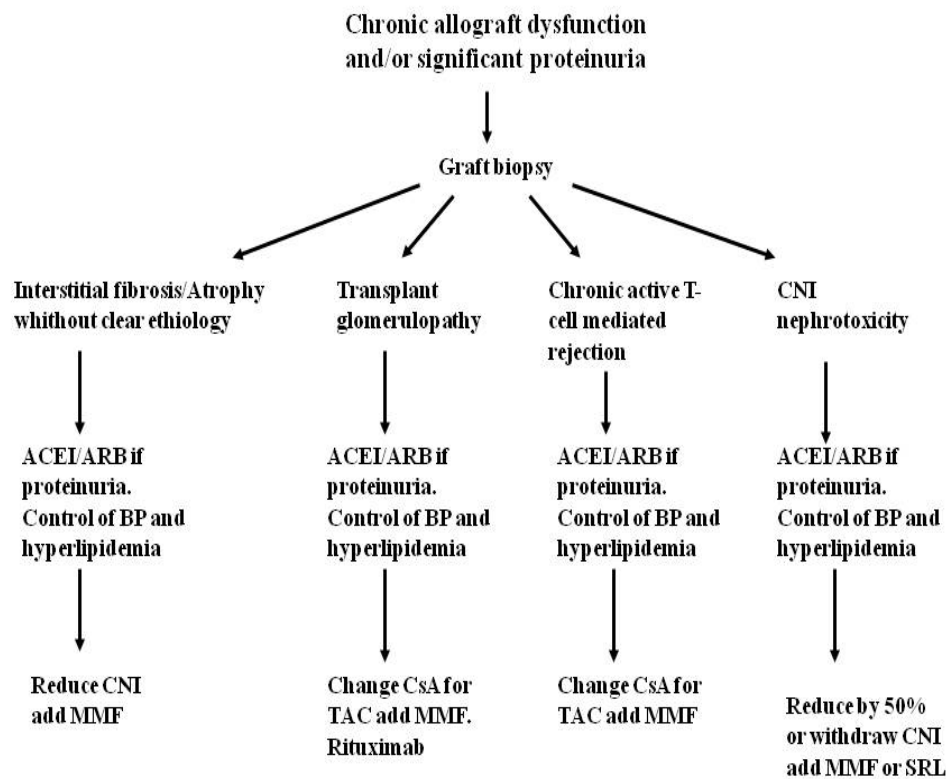 Chronic allograft dysfunction
and/or significant proteinuria
Graft biopsy
Interstitial fibrosis/Atrophy
whithout clear ethiology
Transplant
glomerulopathy
Chronic active T-
cell mediated
rejection
CNI
nephrotoxicity
ACEI/ARB if
proteinuria.
Control of BP and
hyperlipidemia
ACEI/ARB if
proteinuria.
Control of BP and
hyperlipidemia
ACEI/ARB if
proteinuria.
Control of BP and
hyperlipidemia
ACEI/ARB if
proteinuria.
Control of BP and
hyperlipidemia
Reduce CNI
add MMF
Change CsA for
TAC add MMF.
Rituximab
Change CsA for
TAC add MMF
Reduce by 50%
or withdraw CNI
add MMF or SRL